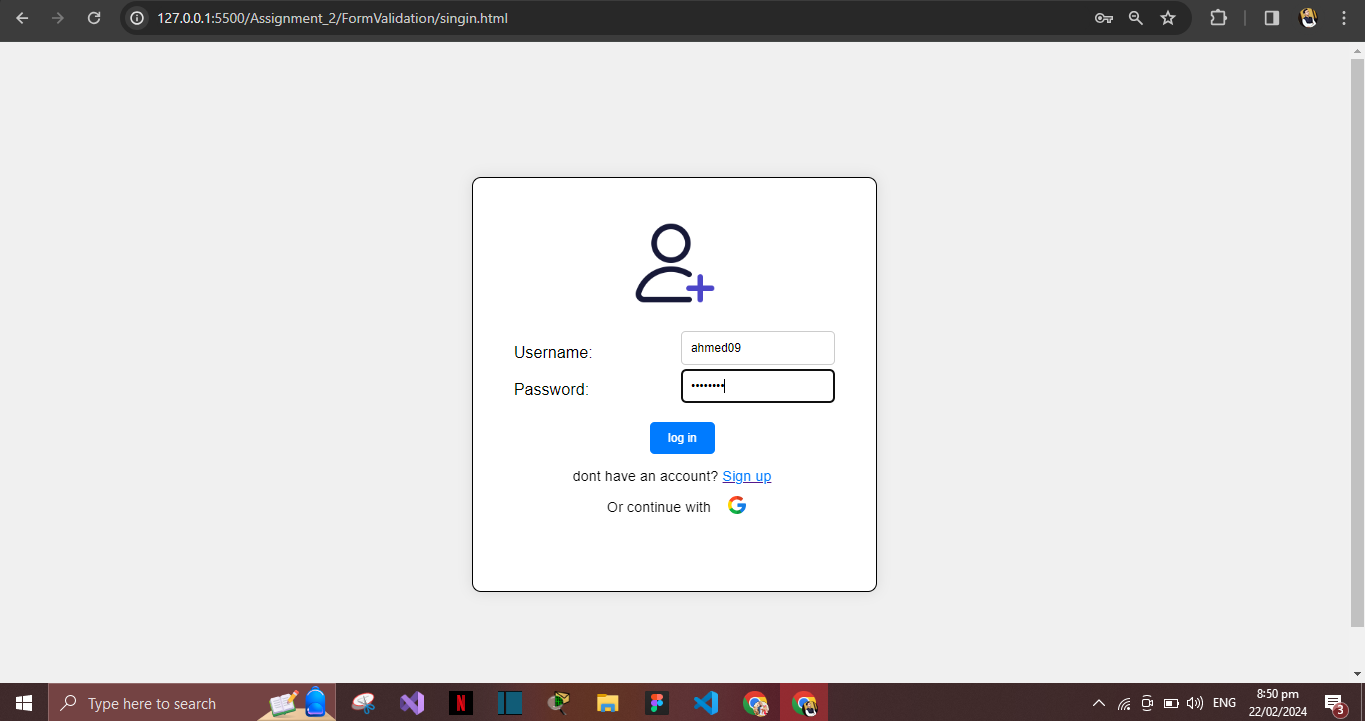 127.0.0.1:5500/Assignment_2/FormValidation/singin.html
Username:
ahmed09
Password:
••••••••
log in
dont have an account? Sign up
Or continue with
Type here to search
ENG
8:50 pm
22/02/2024
3